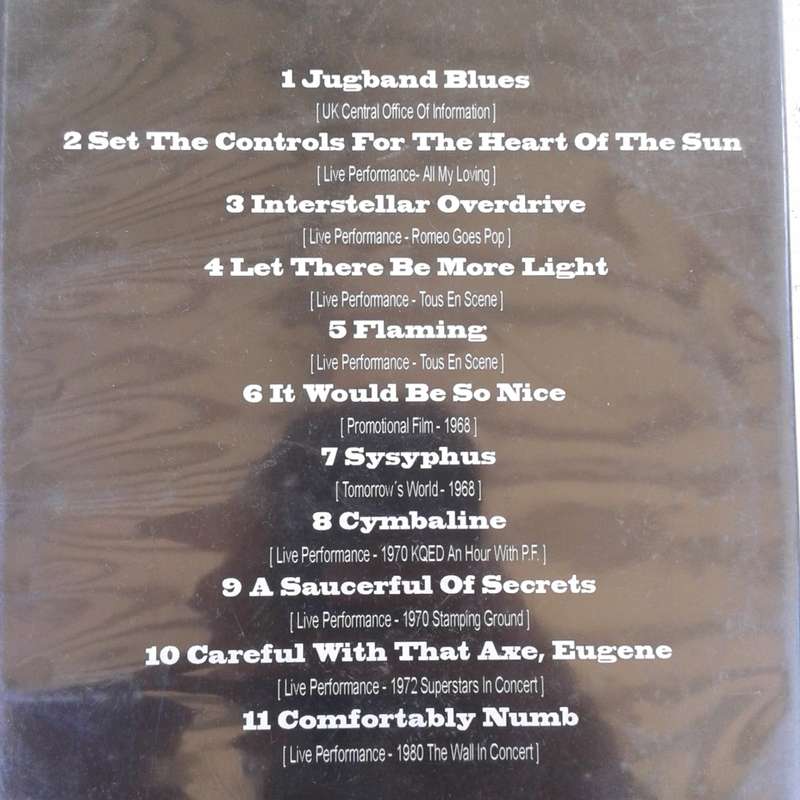 1 Jugband Blues
[ UK Central Office Of Information ]
2 Set The Controls For The Heart Of The Sun
[ Live Performance- All My Loving ]
3 Interstellar Overdrive
[ Live Performance - Romeo Goes Pop ]
4 Let There Be More Light
[ Live Performance - Tous En Scene ]
5 Flaming
[ Live Performance - Tous En Scene ]
6 It Would Be So Nice
[ Promotional Film - 1968 ]
7 Sysyphus
[ Tomorrow´s World - 1968 ]
8 Cymbaline
[ Live Performance - 1970 KQED An Hour With P.F. ]
9 A Saucerful Of Secrets
[ Live Performance - 1970 Stamping Ground ]
10 Careful With That Axe, Eugene
[ Live Performance - 1972 Superstars In Concert ]
11 Comfortably Numb
[ Live Performance - 1980 The Wall In Concert ]